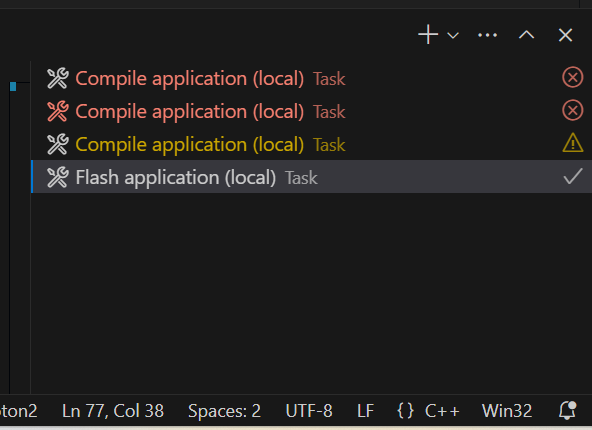 Compile application (local) Task
Compile application (local) Task
Compile application (local) Task
Flash application (local) Task
oton2 Ln 77, Col 38 Spaces: 2 UTF-8 LF {} C++ Win32